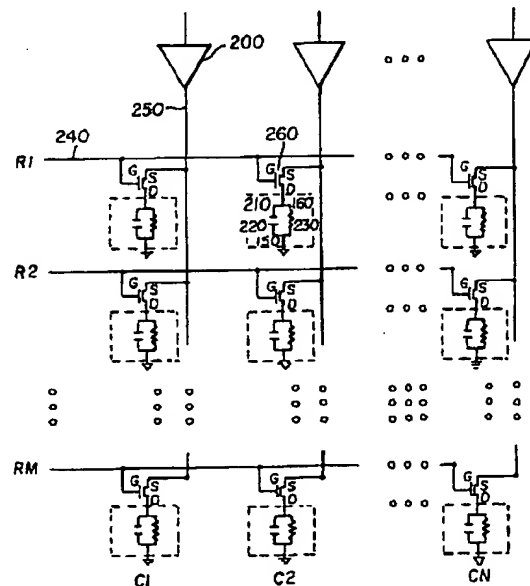 200
250
240
260
R1
G S D
G S D
G S D
210 160
220 230
150
R2
G S D
G S D
G S D
RM
G S D
G S D
G S D
C1 C2 CN